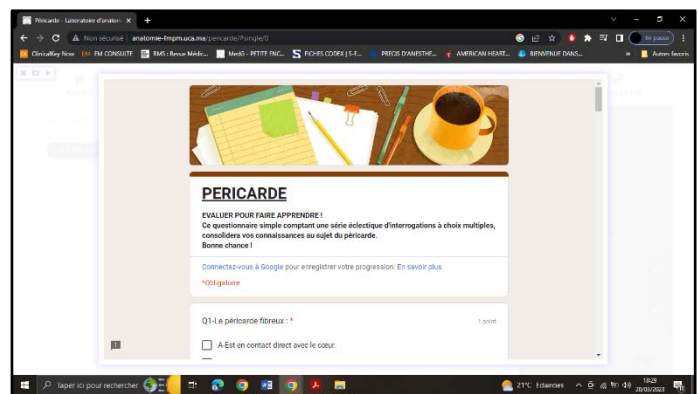 Péricarde - Laboratoire d'anatom
Non sécurisé | anatomie-fmpm.uca.ma/pericarde/#single/0
En pause
ClinicalKey Now
EM CONSULTE
RMS : Revue Médic...
MedG - PETITE ENC...
FICHES CODEX | S-E...
PRECIS D'ANESTHE...
AMERICAN HEART...
BIENVENUE DANS...
»
Autres favoris
PERICARDE
EVALUER POUR FAIRE APPRENDRE !
Ce questionnaire simple comptant une série éclectique d'interrogations à choix multiples,
consolidera vos connaissances au sujet du péricarde.
Bonne chance !
Connectez-vous à Google pour enregistrer votre progression. En savoir plus
*Obligatoire
Q1-Le péricarde fibreux : *
1 point
A-Est en contact direct avec le cœur.
Taper ici pour rechercher
21°C Éclaircies
18:29
20/03/2023